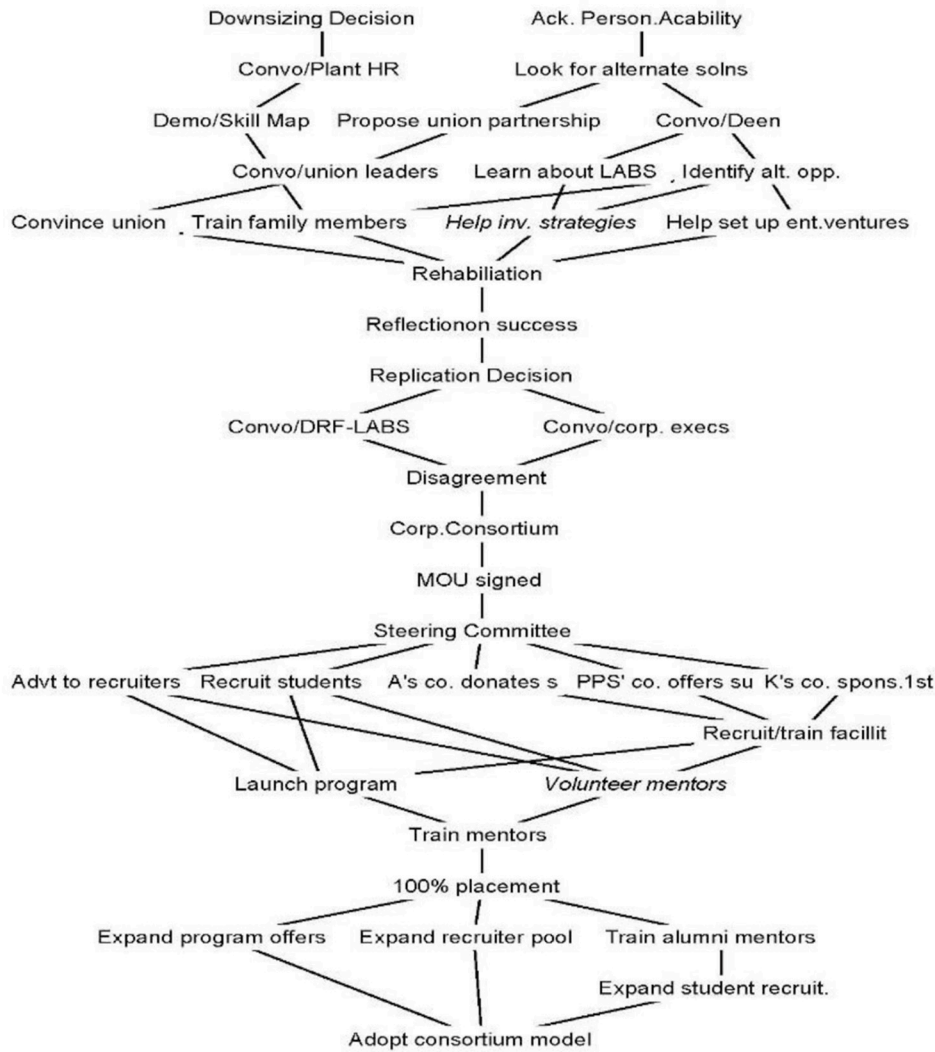 Downsizing Decision Ack. Person.Acability
Convo/Plant HR Look for alternate solns
Demo/Skill Map Propose union partnership Convo/Deen
Convo/union leaders Learn about LABS Identify alt. opp.
Convince union Train family members Help inv. strategies Help set up ent.ventures
Rehabiliation
Reflectionon success
Replication Decision
Convo/DRF-LABS Convo/corp. execs
Disagreement
Corp.Consortium
MOU signed
Steering Committee
Advt to recruiters Recruit students A's co. donates s PPS' co. offers su K's co. spons.1st
Recruit/train facillit
Launch program Volunteer mentors
Train mentors
100% placement
Expand program offers Expand recruiter pool Train alumni mentors
Expand student recruit.
Adopt consortium model